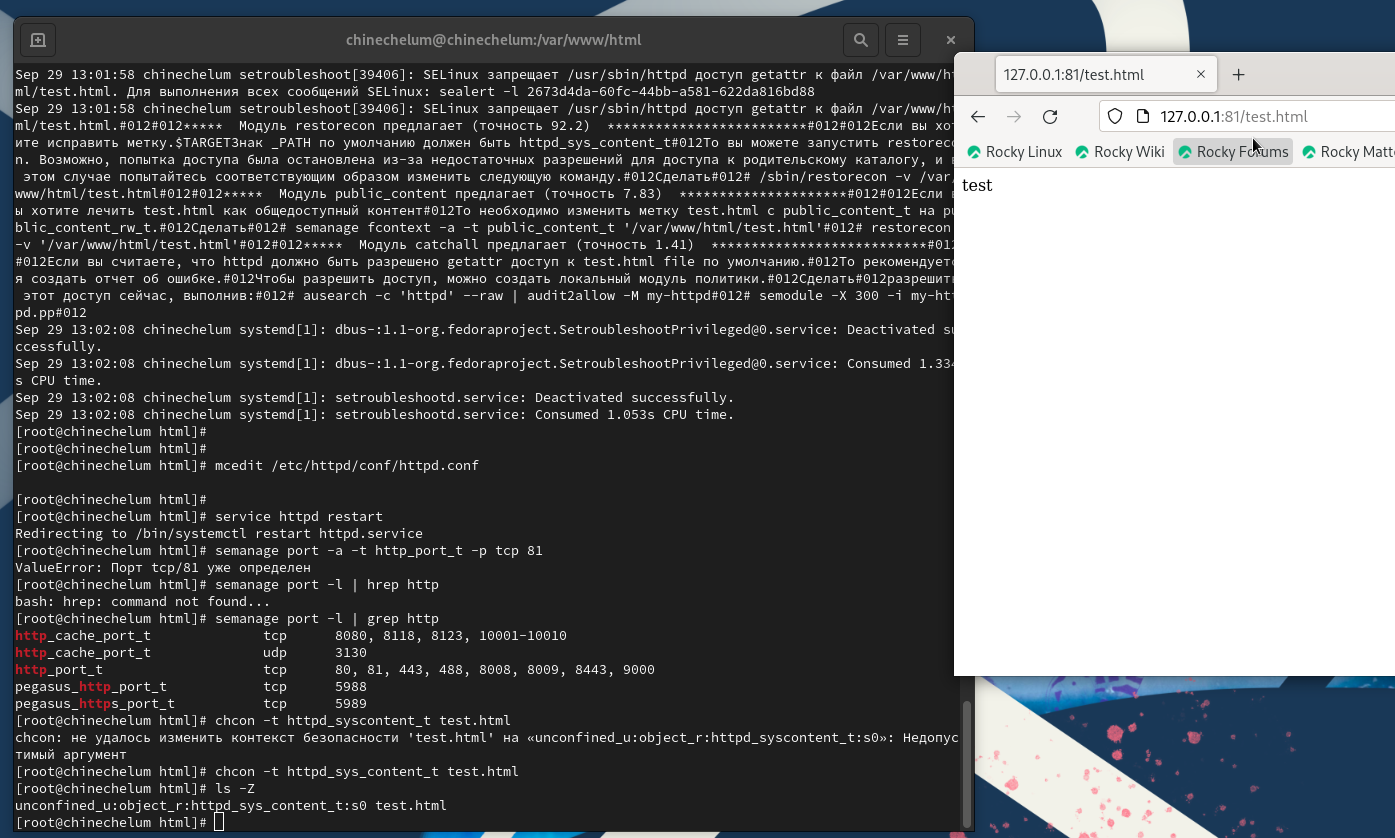 chinechelum@chinechelum:/var/www/html
Sep 29 13:01:58 chinechelum setroubleshoot[39406]: SELinux запрещает /usr/sbin/httpd доступ getattr к файл /var/www/ht
ml/test.html. Для выполнения всех сообщений SELinux: sealert -l 2673d4da-60fc-44bb-a581-622da816bd88
Sep 29 13:01:58 chinechelum setroubleshoot[39406]: SELinux запрещает /usr/sbin/httpd доступ getattr к файл /var/www/ht
ml/test.html.#012#012***** Модуль restorecon предлагает (точность 92.2) *************************#012#012Если вы хот
ите исправить метку.$TARGETЗнак _PATH по умолчанию должен быть httpd_sys_content_t#012То вы можете запустить restorec
n. Возможно, попытка доступа была остановлена из-за недостаточных разрешений для доступа к родительскому каталогу, и в
этом случае попытайтесь соответствующим образом изменить следующую команду.#012Сделать#012# /sbin/restorecon -v /var/
www/html/test.html#012#012***** Модуль public_content предлагает (точность 7.83) *********************#012#012Если в
ы хотите лечить test.html как общедоступный контент#012То необходимо изменить метку test.html с public_content_t на pu
blic_content_rw_t.#012Сделать#012# semanage fcontext -a -t public_content_t '/var/www/html/test.html'#012# restorecon
-v '/var/www/html/test.html'#012#012***** Модуль catchall предлагает (точность 1.41) **************************#012
#012Если вы считаете, что httpd должно быть разрешено getattr доступ к test.html file по умолчанию.#012То рекомендуетс
я создать отчет об ошибке.#012Чтобы разрешить доступ, можно создать локальный модуль политики.#012Сделать#012разрешить
этот доступ сейчас, выполнив:#012# ausearch -c 'httpd' --raw | audit2allow -M my-httpd#012# semodule -X 300 -i my-htt
pd.pp#012
Sep 29 13:02:08 chinechelum systemd[1]: dbus-:1.1-org.fedoraproject.SetroubleshootPrivileged@0.service: Deactivated su
ccessfully.
Sep 29 13:02:08 chinechelum systemd[1]: dbus-:1.1-org.fedoraproject.SetroubleshootPrivileged@0.service: Consumed 1.334
s CPU time.
Sep 29 13:02:08 chinechelum systemd[1]: setroubleshootd.service: Deactivated successfully.
Sep 29 13:02:08 chinechelum systemd[1]: setroubleshootd.service: Consumed 1.053s CPU time.
[root@chinechelum html]#
[root@chinechelum html]#
[root@chinechelum html]# mcedit /etc/httpd/conf/httpd.conf
[root@chinechelum html]#
[root@chinechelum html]# service httpd restart
Redirecting to /bin/systemctl restart httpd.service
[root@chinechelum html]# semanage port -a -t http_port_t -p tcp 81
ValueError: Порт tcp/81 уже определен
[root@chinechelum html]# semanage port -l | hrep http
bash: hrep: command not found...
[root@chinechelum html]# semanage port -l | grep http
http_cache_port_t tcp 8080, 8118, 8123, 10001-10010
http_cache_port_t udp 3130
http_port_t tcp 80, 81, 443, 488, 8008, 8009, 8443, 9000
pegasus_http_port_t tcp 5988
pegasus_https_port_t tcp 5989
[root@chinechelum html]# chcon -t httpd_syscontent_t test.html
chcon: не удалось изменить контекст безопасности 'test.html' на «unconfined_u:object_r:httpd_syscontent_t:s0»: Недопус
тимый аргумент
[root@chinechelum html]# chcon -t httpd_sys_content_t test.html
[root@chinechelum html]# ls -Z
unconfined_u:object_r:httpd_sys_content_t:s0 test.html
[root@chinechelum html]#
127.0.0.1:81/test.html
127.0.0.1:81/test.html
Rocky Linux Rocky Wiki Rocky Forums Rocky Matt
test